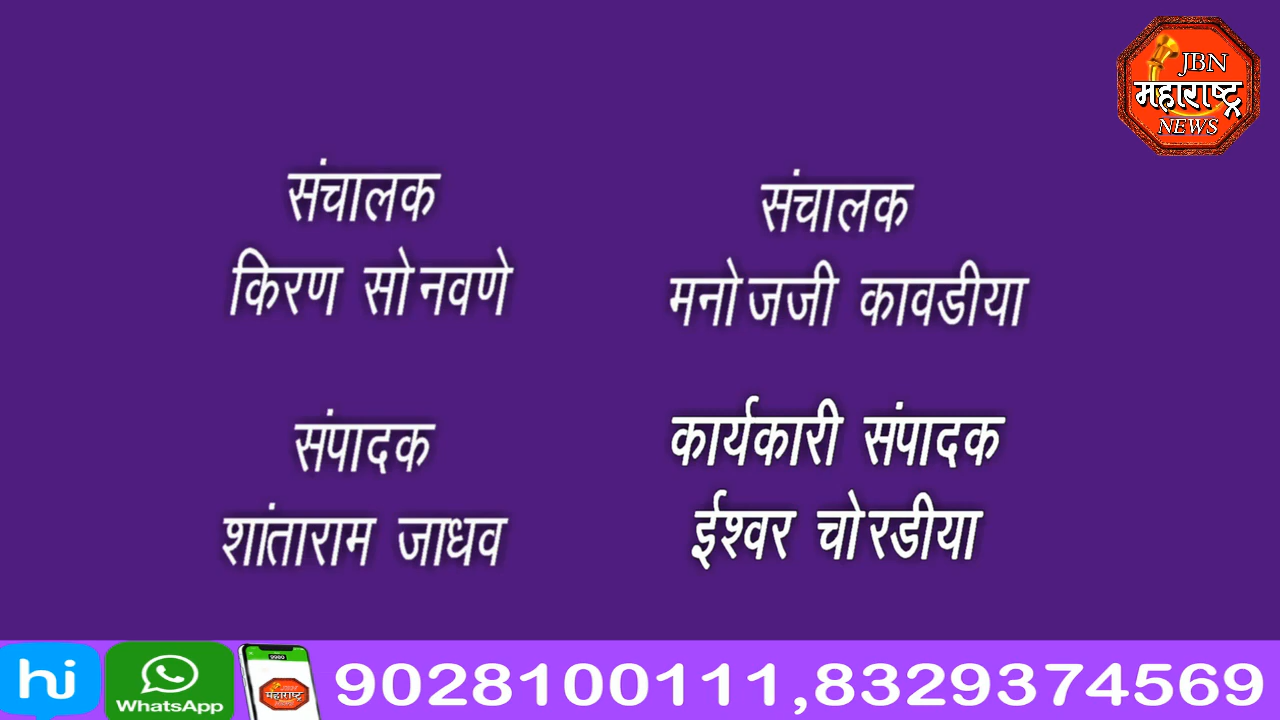 JBN
महाराष्ट्र
NEWS
संचालक
किरण सोनवणे
संचालक
मनोजजी कावडीया
संपादक
शांताराम जाधव
कार्यकारी संपादक
ईश्वर चोरडीया
hi
WhatsApp
महाराष्ट्र
9028100111,8329374569